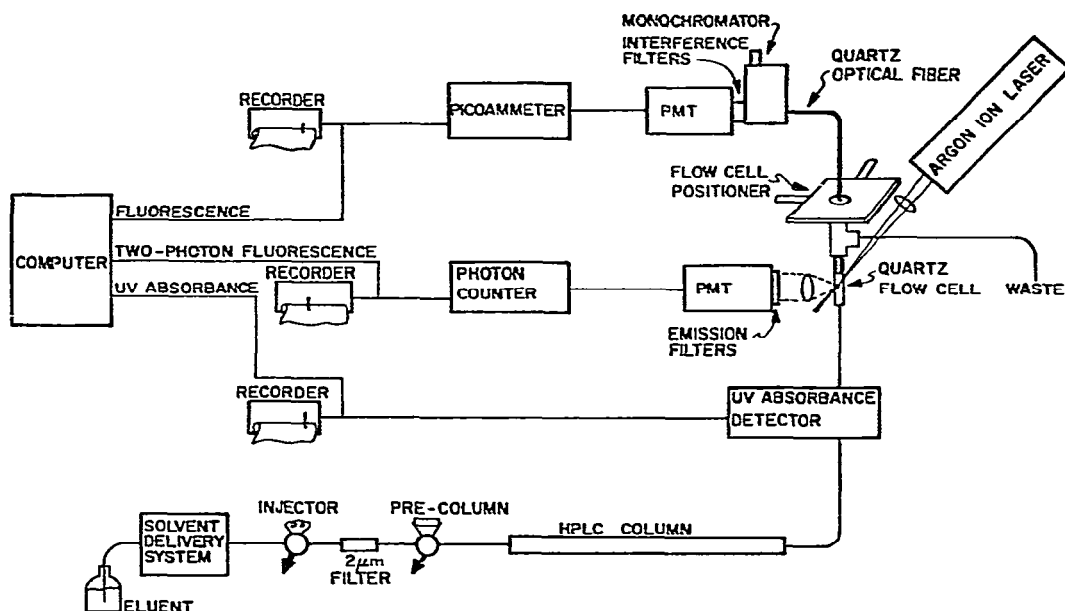 MONOCHROMATOR
INTERFERENCE
FILTERS
QUARTZ
OPTICAL FIBER
RECORDER
PICOAMMETER
PMT
ARGON ION LASER
FLOW CELL
POSITIONER
FLUORESCENCE
COMPUTER
TWO-PHOTON FLUORESCENCE
RECORDER
UV ABSORBANCE
PHOTON
COUNTER
PMT
QUARTZ
FLOW CELL
WASTE
EMISSION
FILTERS
RECORDER
UV ABSORBANCE
DETECTOR
INJECTOR
PRE-COLUMN
SOLVENT
DELIVERY
SYSTEM
HPLC COLUMN
2μm
FILTER
ELUENT